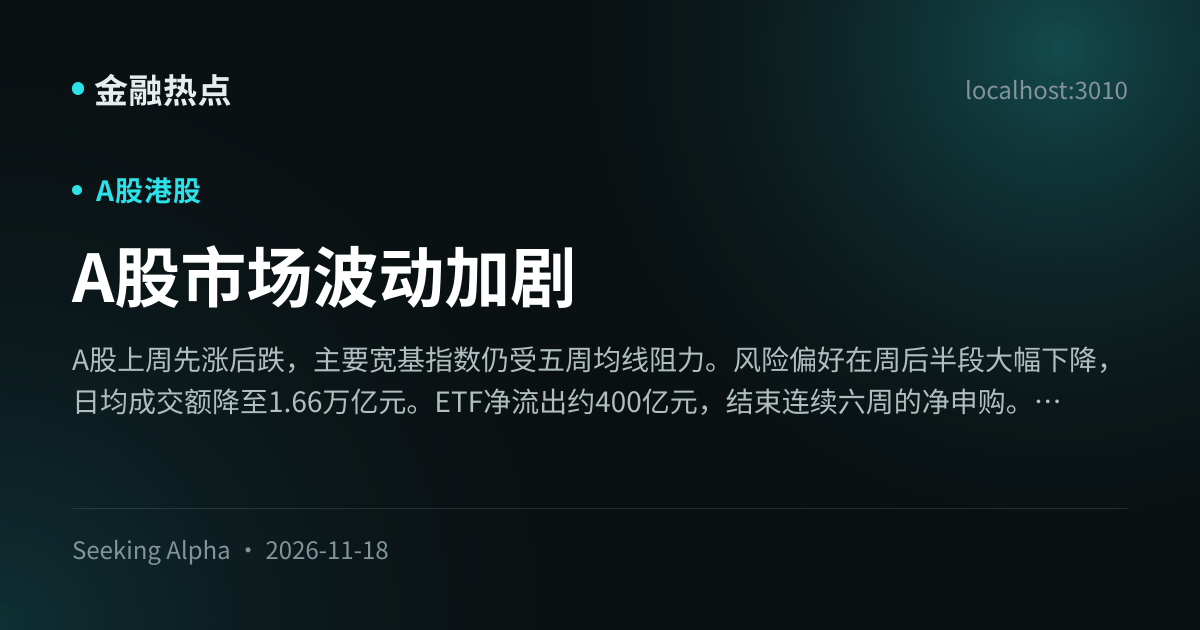 • 金融热点
localhost:3010
• A股港股
A股市场波动加剧
A股上周先涨后跌，主要宽基指数仍受五周均线阻力。风险偏好在周后半段大幅下降，
日均成交额降至1.66万亿元。ETF净流出约400亿元，结束连续六周的净申购。…
Seeking Alpha • 2026-11-18